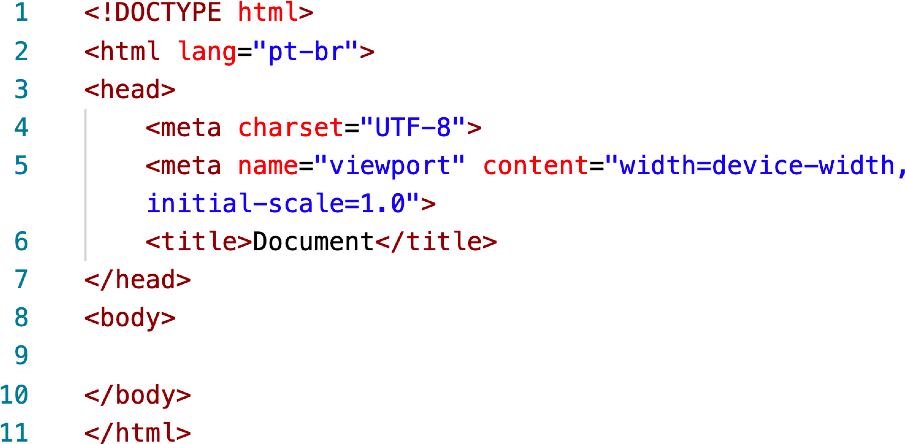 1 <!DOCTYPE html>
2 <html lang="pt-br">
3 <head>
4 <meta charset="UTF-8">
5 <meta name="viewport" content="width=device-width,
initial-scale=1.0">
6 <title>Document</title>
7 </head>
8 <body>
9
10 </body>
11 </html>